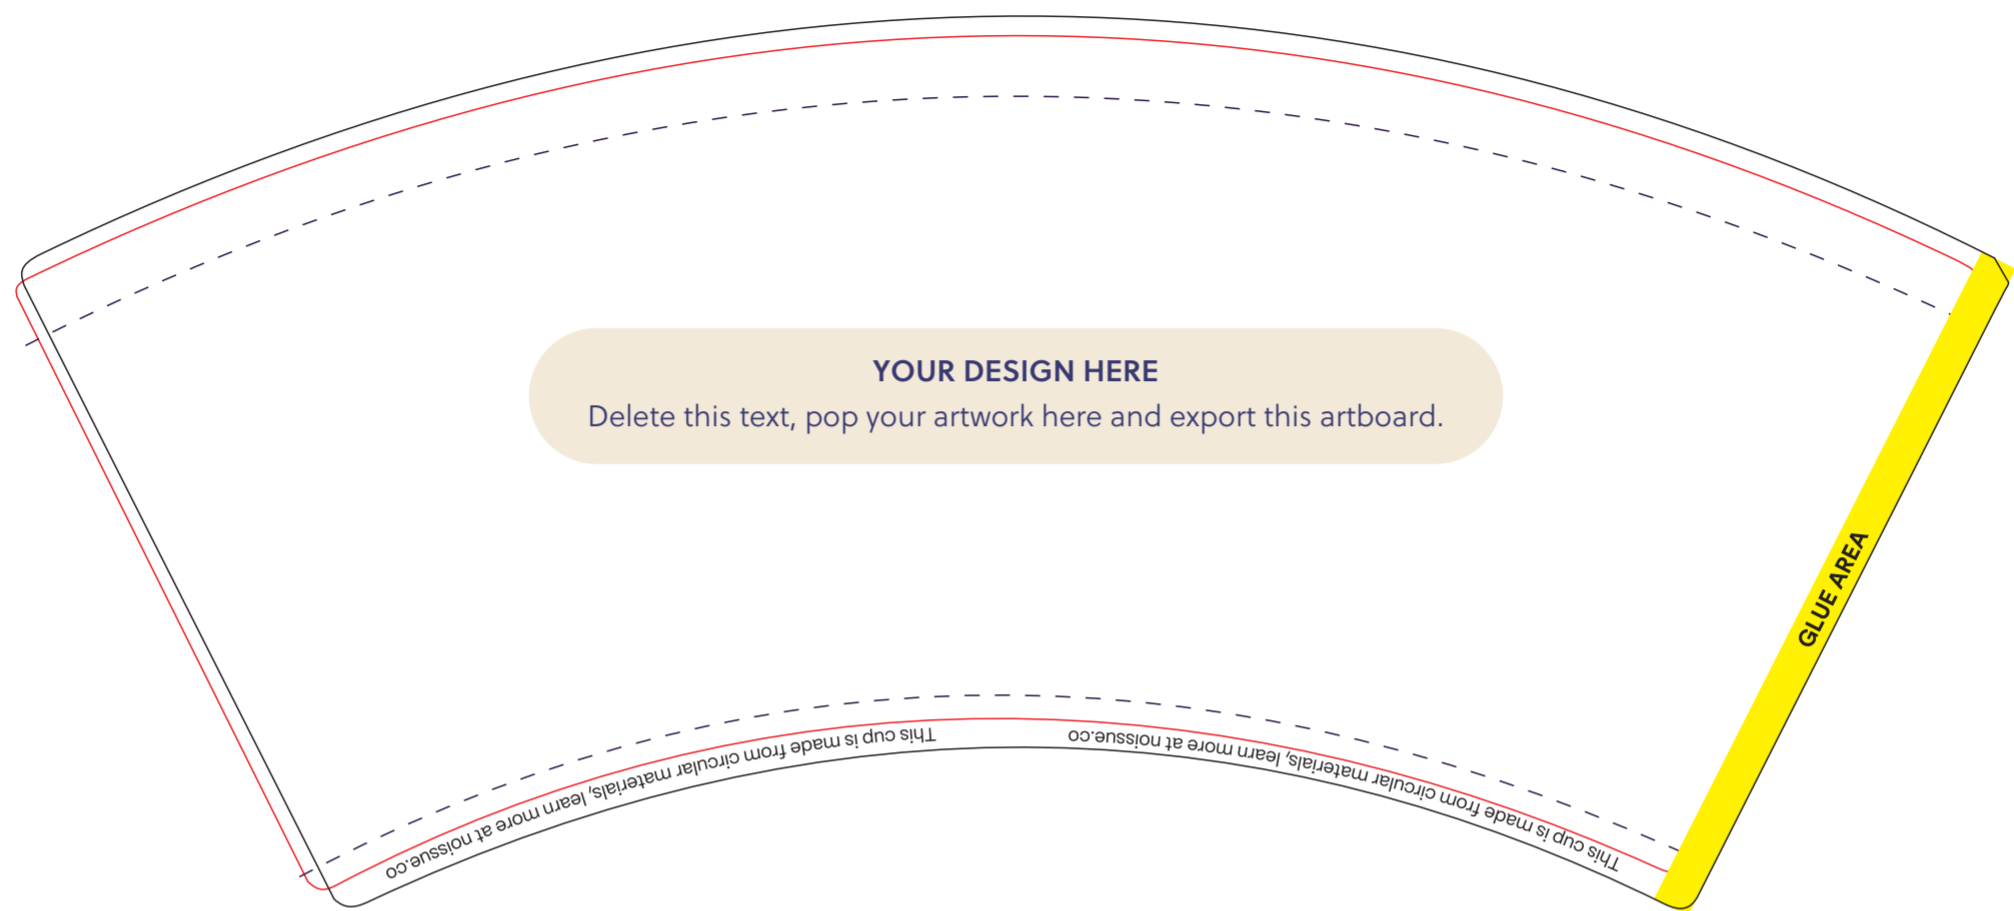 YOUR DESIGN HERE
Delete this text, pop your artwork here and export this artboard.
GLUE AREA
This cup is made from circular materials, learn more at noissue.co
This cup is made from circular materials, learn more at noissue.co